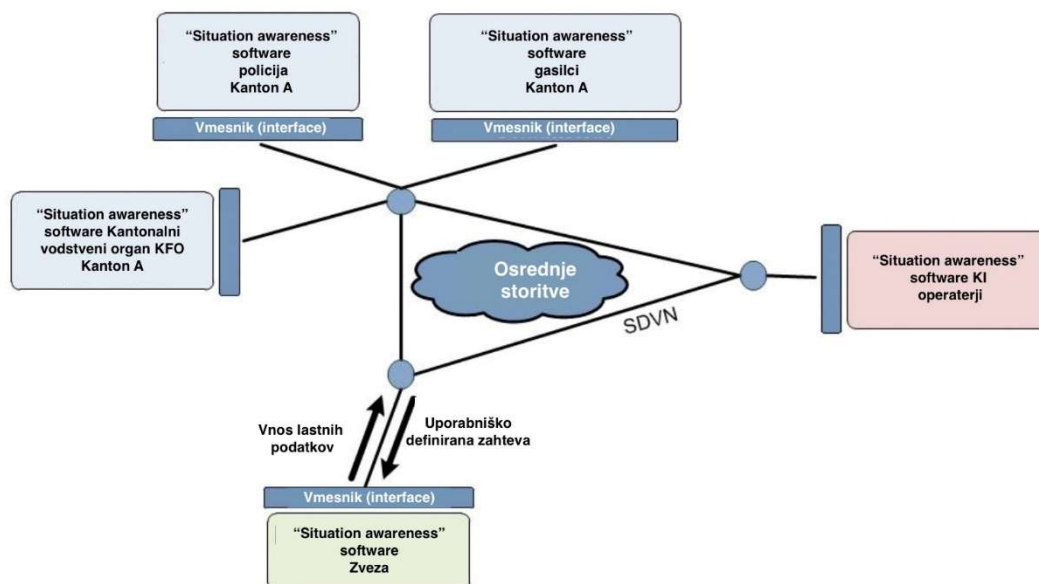 “Situation awareness”
software
policija
Kanton A
Vmesnik (interface)
“Situation awareness”
software
gasilci
Kanton A
Vmesnik (interface)
“Situation awareness”
software Kantonalni
vodstveni organ KFO
Kanton A
Osrednje
storitve
SDVN
“Situation awareness”
software KI
operaterji
Vnos lastnih
podatkov
Uporabniško
definirana zahteva
Vmesnik (interface)
“Situation awareness”
software
Zveza